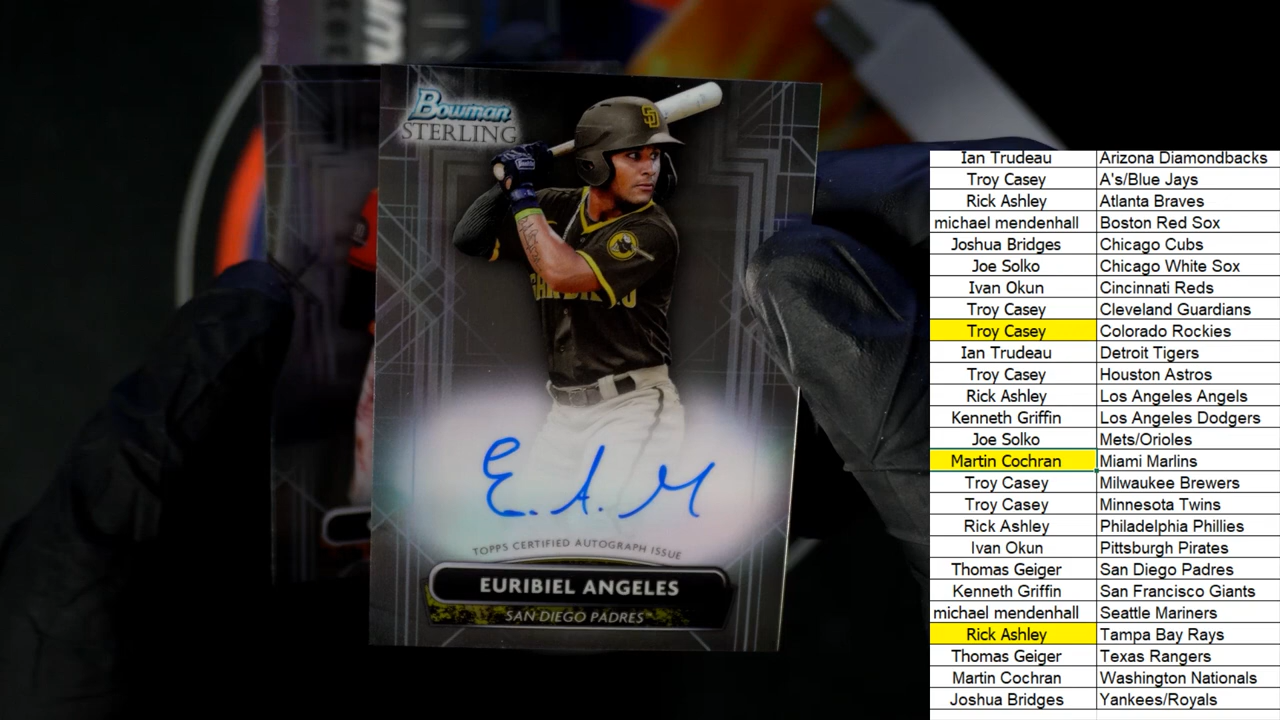 Bowman
STERLING
SD
E. A. M
TOPPS CERTIFIED AUTOGRAPH ISSUE
EURIBIEL ANGELES
SAN DIEGO PADRES
Ian Trudeau Arizona Diamondbacks
Troy Casey A's/Blue Jays
Rick Ashley Atlanta Braves
michael mendenhall Boston Red Sox
Joshua Bridges Chicago Cubs
Joe Solko Chicago White Sox
Ivan Okun Cincinnati Reds
Troy Casey Cleveland Guardians
Troy Casey Colorado Rockies
Ian Trudeau Detroit Tigers
Troy Casey Houston Astros
Rick Ashley Los Angeles Angels
Kenneth Griffin Los Angeles Dodgers
Joe Solko Mets/Orioles
Martin Cochran Miami Marlins
Troy Casey Milwaukee Brewers
Troy Casey Minnesota Twins
Rick Ashley Philadelphia Phillies
Ivan Okun Pittsburgh Pirates
Thomas Geiger San Diego Padres
Kenneth Griffin San Francisco Giants
michael mendenhall Seattle Mariners
Rick Ashley Tampa Bay Rays
Thomas Geiger Texas Rangers
Martin Cochran Washington Nationals
Joshua Bridges Yankees/Royals